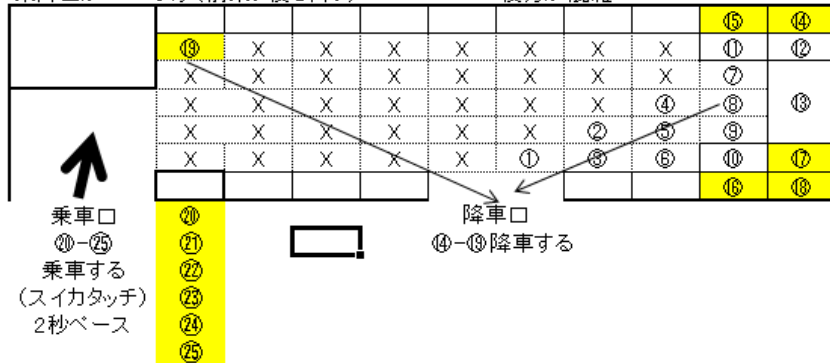 ⑮ ⑭
⑲ X X X X X X X ⑪ ⑫
X X X X X X X X ⑦
X X X X X X X ④ ⑧ ⑬
X X X X X X ② ⑤ ⑨
X X X X X ① ③ ⑥ ⑩ ⑰
⑯ ⑱
乗車口
⑳-㉕
乗車する
(スイカタッチ)
2秒ペース
⑳
㉑
㉒
㉓
㉔
㉕
降車口
⑭-⑲降車する